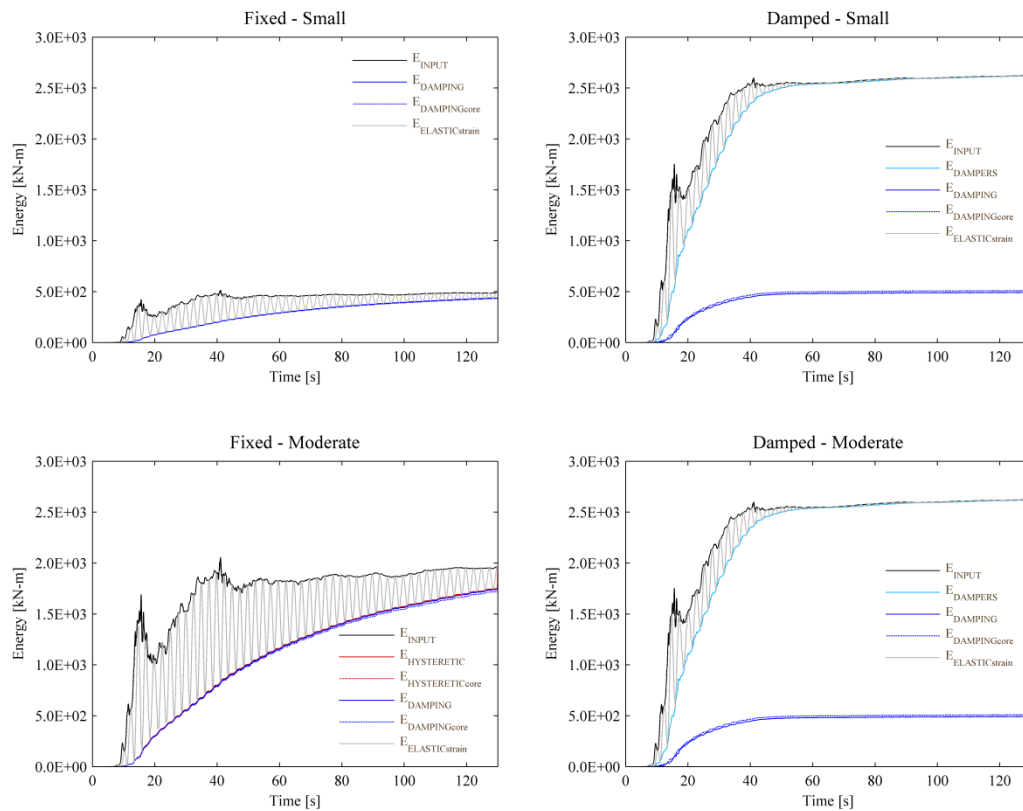 Fixed - Small
3.0E+03
2.5E+03
2.0E+03
1.5E+03
1.0E+03
5.0E+02
0.0E+00
Energy [kN-m]
E_INPUT
E_DAMPING
E_DAMPINGcore
E_ELASTICstrain
0 20 40 60 80 100 120
Time [s]
Damped - Small
3.0E+03
2.5E+03
2.0E+03
1.5E+03
1.0E+03
5.0E+02
0.0E+00
Energy [kN-m]
E_INPUT
E_DAMPERS
E_DAMPING
E_DAMPINGcore
E_ELASTICstrain
0 20 40 60 80 100 120
Time [s]
Fixed - Moderate
3.0E+03
2.5E+03
2.0E+03
1.5E+03
1.0E+03
5.0E+02
0.0E+00
Energy [kN-m]
E_INPUT
E_HYSTERETIC
E_HYSTERETICcore
E_DAMPING
E_DAMPINGcore
E_ELASTICstrain
0 20 40 60 80 100 120
Time [s]
Damped - Moderate
3.0E+03
2.5E+03
2.0E+03
1.5E+03
1.0E+03
5.0E+02
0.0E+00
Energy [kN-m]
E_INPUT
E_DAMPERS
E_DAMPING
E_DAMPINGcore
E_ELASTICstrain
0 20 40 60 80 100 120
Time [s]